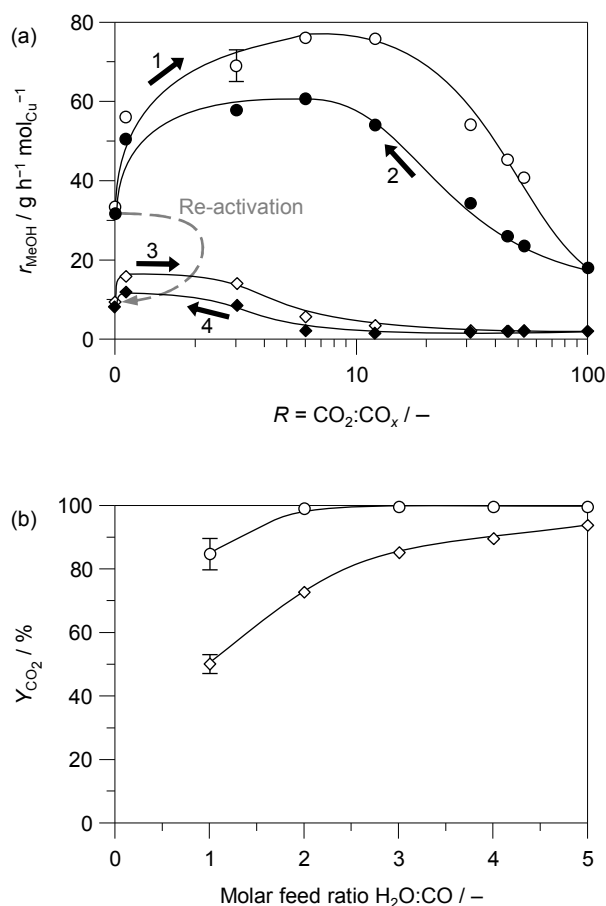 (a)
80
60
40
20
0
r_MeOH / g h⁻¹ mol_Cu⁻¹
1
2
Re-activation
3
4
0 10 100
R = CO₂:COₓ / –
(b)
100
80
60
40
20
0
Y_CO₂ / %
0 1 2 3 4 5
Molar feed ratio H₂O:CO / –